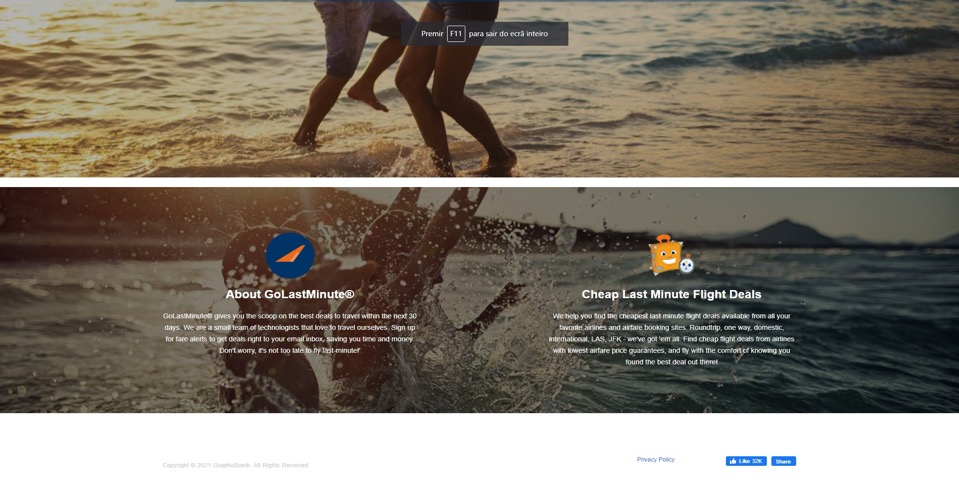 Premir F11 para sair do ecrã inteiro
About GoLastMinute®
GoLastMinute® gives you the scoop on the best deals to travel within the next 30
days. We are a small team of technologists that love to travel ourselves. Sign up
for fare alerts to get deals right to your email inbox, saving you time and money.
Don't worry, it's not too late to fly last-minute!'
Cheap Last Minute Flight Deals
We help you find the cheapest last minute flight deals available from all your
favorite airlines and airfare booking sites. Roundtrip, one way, domestic,
international, LAS, JFK - we've got 'em all. Find cheap flight deals from airlines
with lowest airfare price guarantees, and fly with the comfort of knowing you
found the best deal out there!
Copyright © 2021 GraphicBomb. All Rights Reserved
Privacy Policy
Like 32K
Share